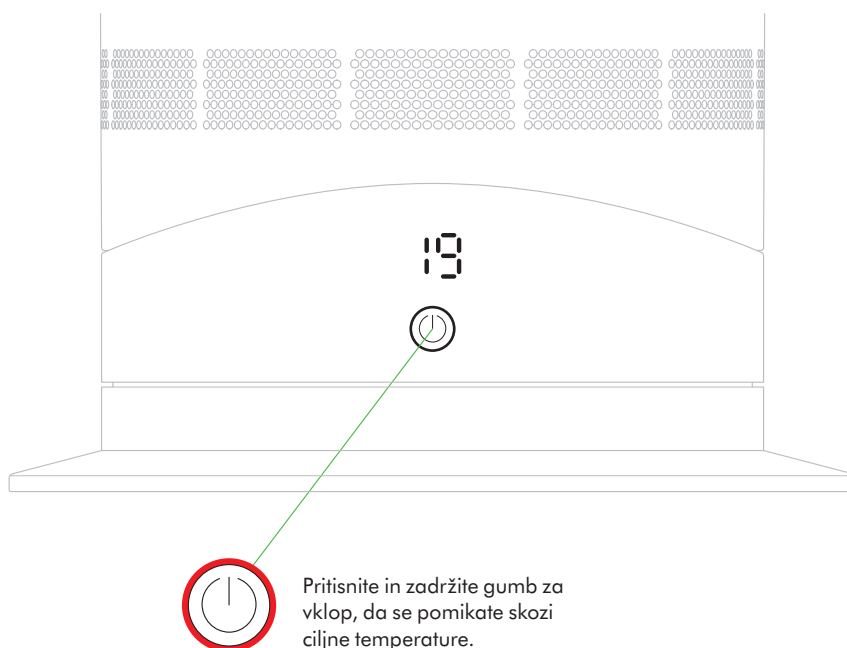 19
Pritisnite in zadržite gumb za
vklop, da se pomikate skozi
ciljne temperature.